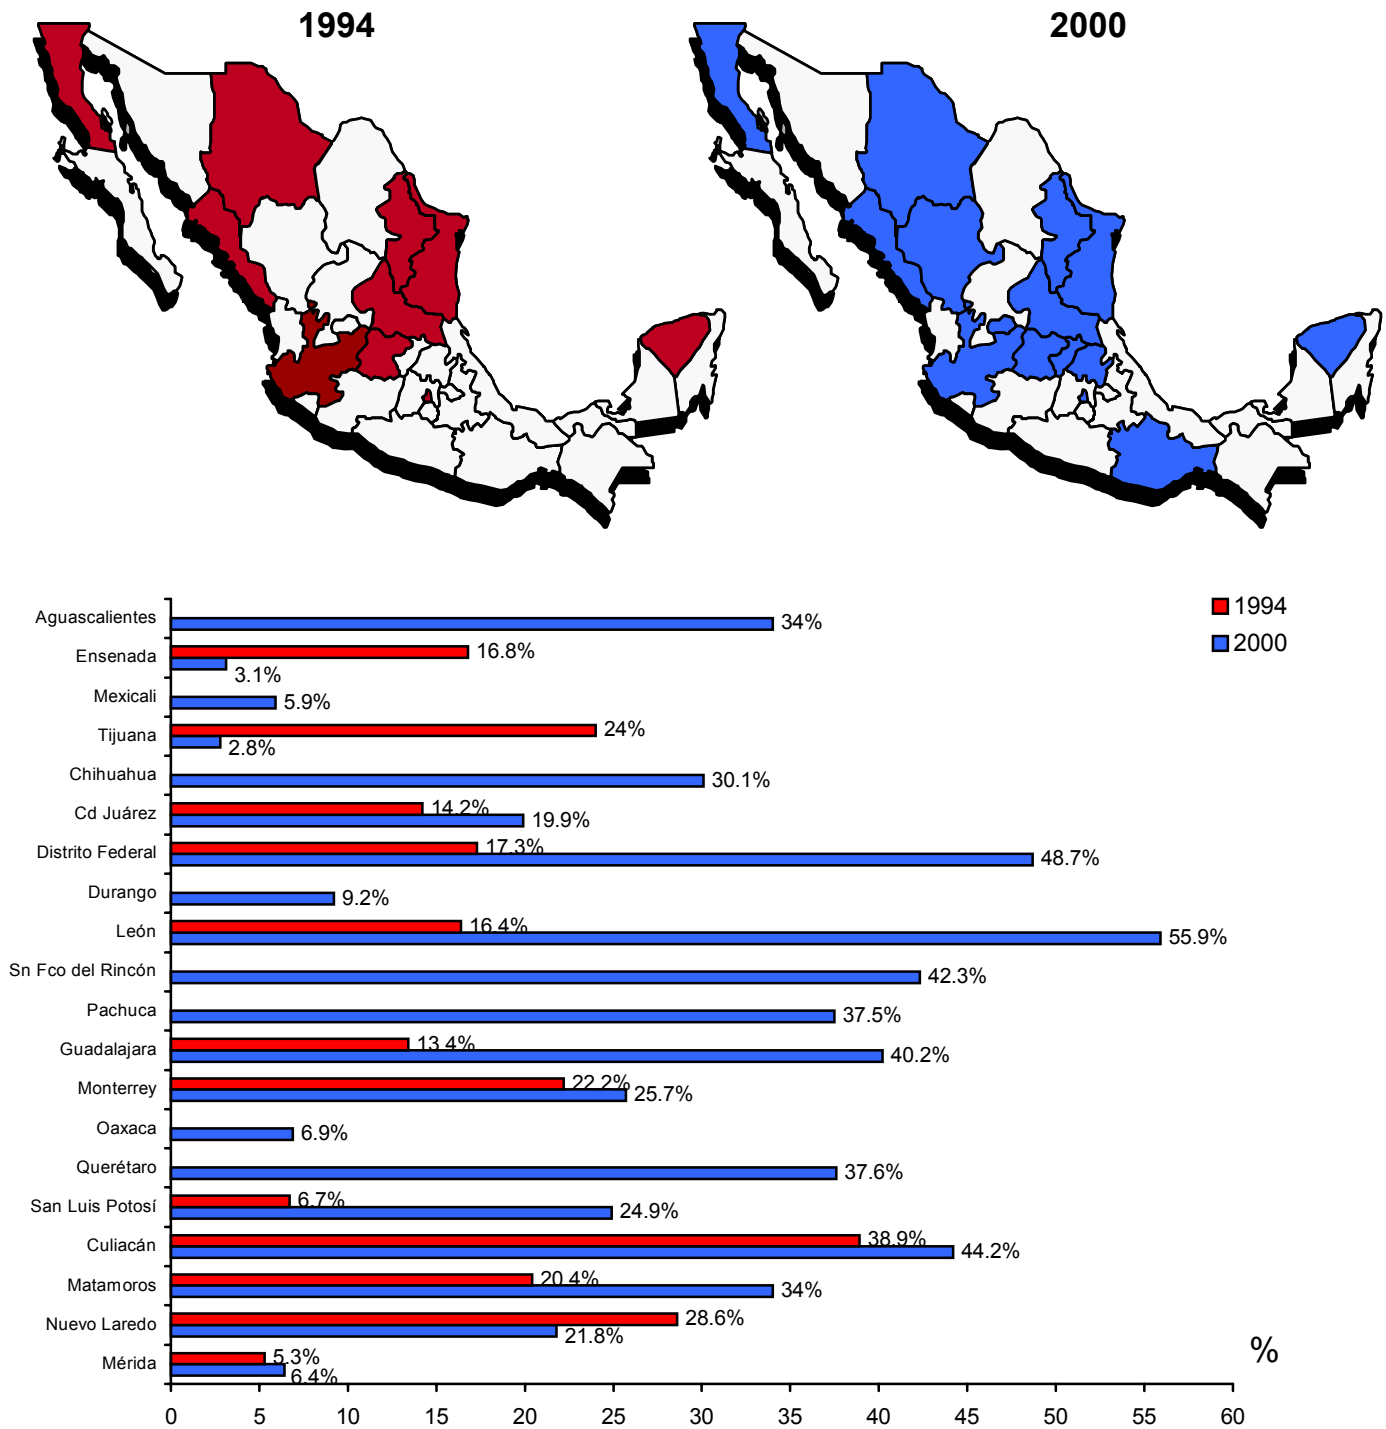 1994
2000
1994
2000
Aguascalientes
34%
Ensenada
16.8%
3.1%
Mexicali
5.9%
Tijuana
24%
2.8%
Chihuahua
30.1%
Cd Juárez
14.2%
19.9%
Distrito Federal
17.3%
48.7%
Durango
9.2%
León
16.4%
55.9%
Sn Fco del Rincón
42.3%
Pachuca
37.5%
Guadalajara
13.4%
40.2%
Monterrey
22.2%
25.7%
Oaxaca
6.9%
Querétaro
37.6%
San Luis Potosí
6.7%
24.9%
Culiacán
38.9%
44.2%
Matamoros
20.4%
34%
Nuevo Laredo
28.6%
21.8%
Mérida
5.3%
6.4%
%
0 5 10 15 20 25 30 35 40 45 50 55 60